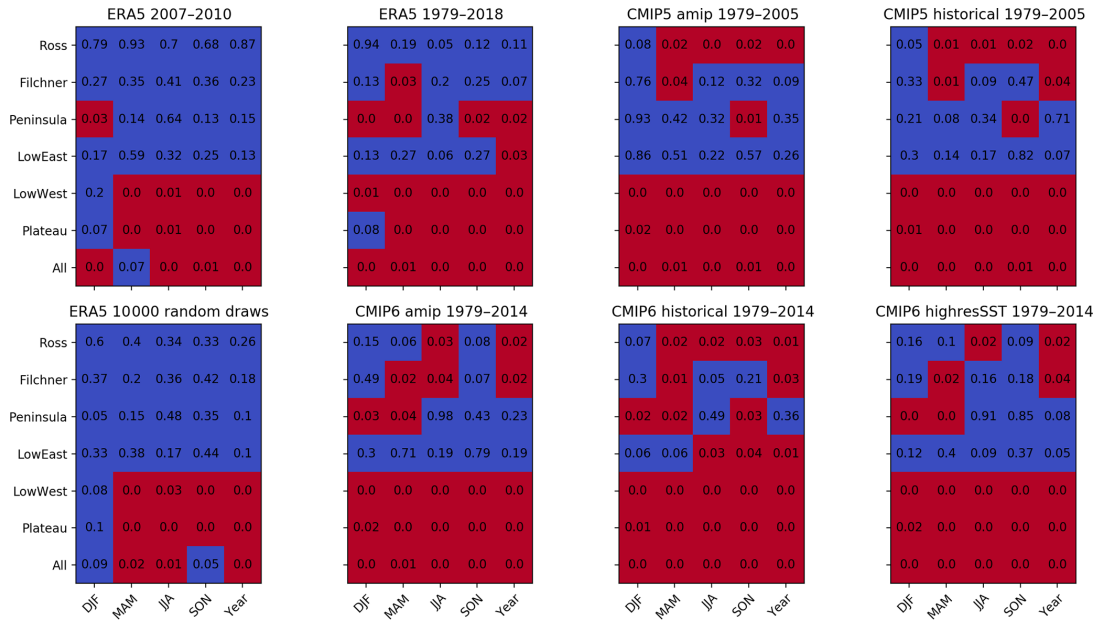 ERA5 2007–2010 ERA5 1979–2018 CMIP5 amip 1979–2005 CMIP5 historical 1979–2005
Ross 0.79 0.93 0.7 0.68 0.87 0.94 0.19 0.05 0.12 0.11 0.08 0.02 0.0 0.02 0.0 0.05 0.01 0.01 0.02 0.0
Filchner 0.27 0.35 0.41 0.36 0.23 0.13 0.03 0.2 0.25 0.07 0.76 0.04 0.12 0.32 0.09 0.33 0.01 0.09 0.47 0.04
Peninsula 0.03 0.14 0.64 0.13 0.15 0.0 0.0 0.38 0.02 0.02 0.93 0.42 0.32 0.01 0.35 0.21 0.08 0.34 0.0 0.71
LowEast 0.17 0.59 0.32 0.25 0.13 0.13 0.27 0.06 0.27 0.03 0.86 0.51 0.22 0.57 0.26 0.3 0.14 0.17 0.82 0.07
LowWest 0.2 0.0 0.01 0.0 0.0 0.01 0.0 0.0 0.0 0.0 0.0 0.0 0.0 0.0 0.0 0.0 0.0 0.0 0.0 0.0
Plateau 0.07 0.0 0.01 0.0 0.0 0.08 0.0 0.0 0.0 0.0 0.02 0.0 0.0 0.0 0.0 0.01 0.0 0.0 0.0 0.0
All 0.0 0.07 0.0 0.01 0.0 0.0 0.01 0.0 0.0 0.0 0.0 0.01 0.0 0.01 0.0 0.0 0.0 0.0 0.01 0.0
ERA5 10000 random draws CMIP6 amip 1979–2014 CMIP6 historical 1979–2014 CMIP6 highresSST 1979–2014
Ross 0.6 0.4 0.34 0.33 0.26 0.15 0.06 0.03 0.08 0.02 0.07 0.02 0.02 0.03 0.01 0.16 0.1 0.02 0.09 0.02
Filchner 0.37 0.2 0.36 0.42 0.18 0.49 0.02 0.04 0.07 0.02 0.3 0.01 0.05 0.21 0.03 0.19 0.02 0.16 0.18 0.04
Peninsula 0.05 0.15 0.48 0.35 0.1 0.03 0.04 0.98 0.43 0.23 0.02 0.02 0.49 0.03 0.36 0.0 0.0 0.91 0.85 0.08
LowEast 0.33 0.38 0.17 0.44 0.1 0.3 0.71 0.19 0.79 0.19 0.06 0.06 0.03 0.04 0.01 0.12 0.4 0.09 0.37 0.05
LowWest 0.08 0.0 0.03 0.0 0.0 0.0 0.0 0.0 0.0 0.0 0.0 0.0 0.0 0.0 0.0 0.0 0.0 0.0 0.0 0.0
Plateau 0.1 0.0 0.0 0.0 0.0 0.02 0.0 0.0 0.0 0.0 0.01 0.0 0.0 0.0 0.0 0.02 0.0 0.0 0.0 0.0
All 0.09 0.02 0.01 0.05 0.0 0.0 0.01 0.0 0.0 0.0 0.0 0.0 0.0 0.0 0.0 0.0 0.0 0.0 0.0 0.0
DJF MAM JJA SON Year DJF MAM JJA SON Year DJF MAM JJA SON Year DJF MAM JJA SON Year